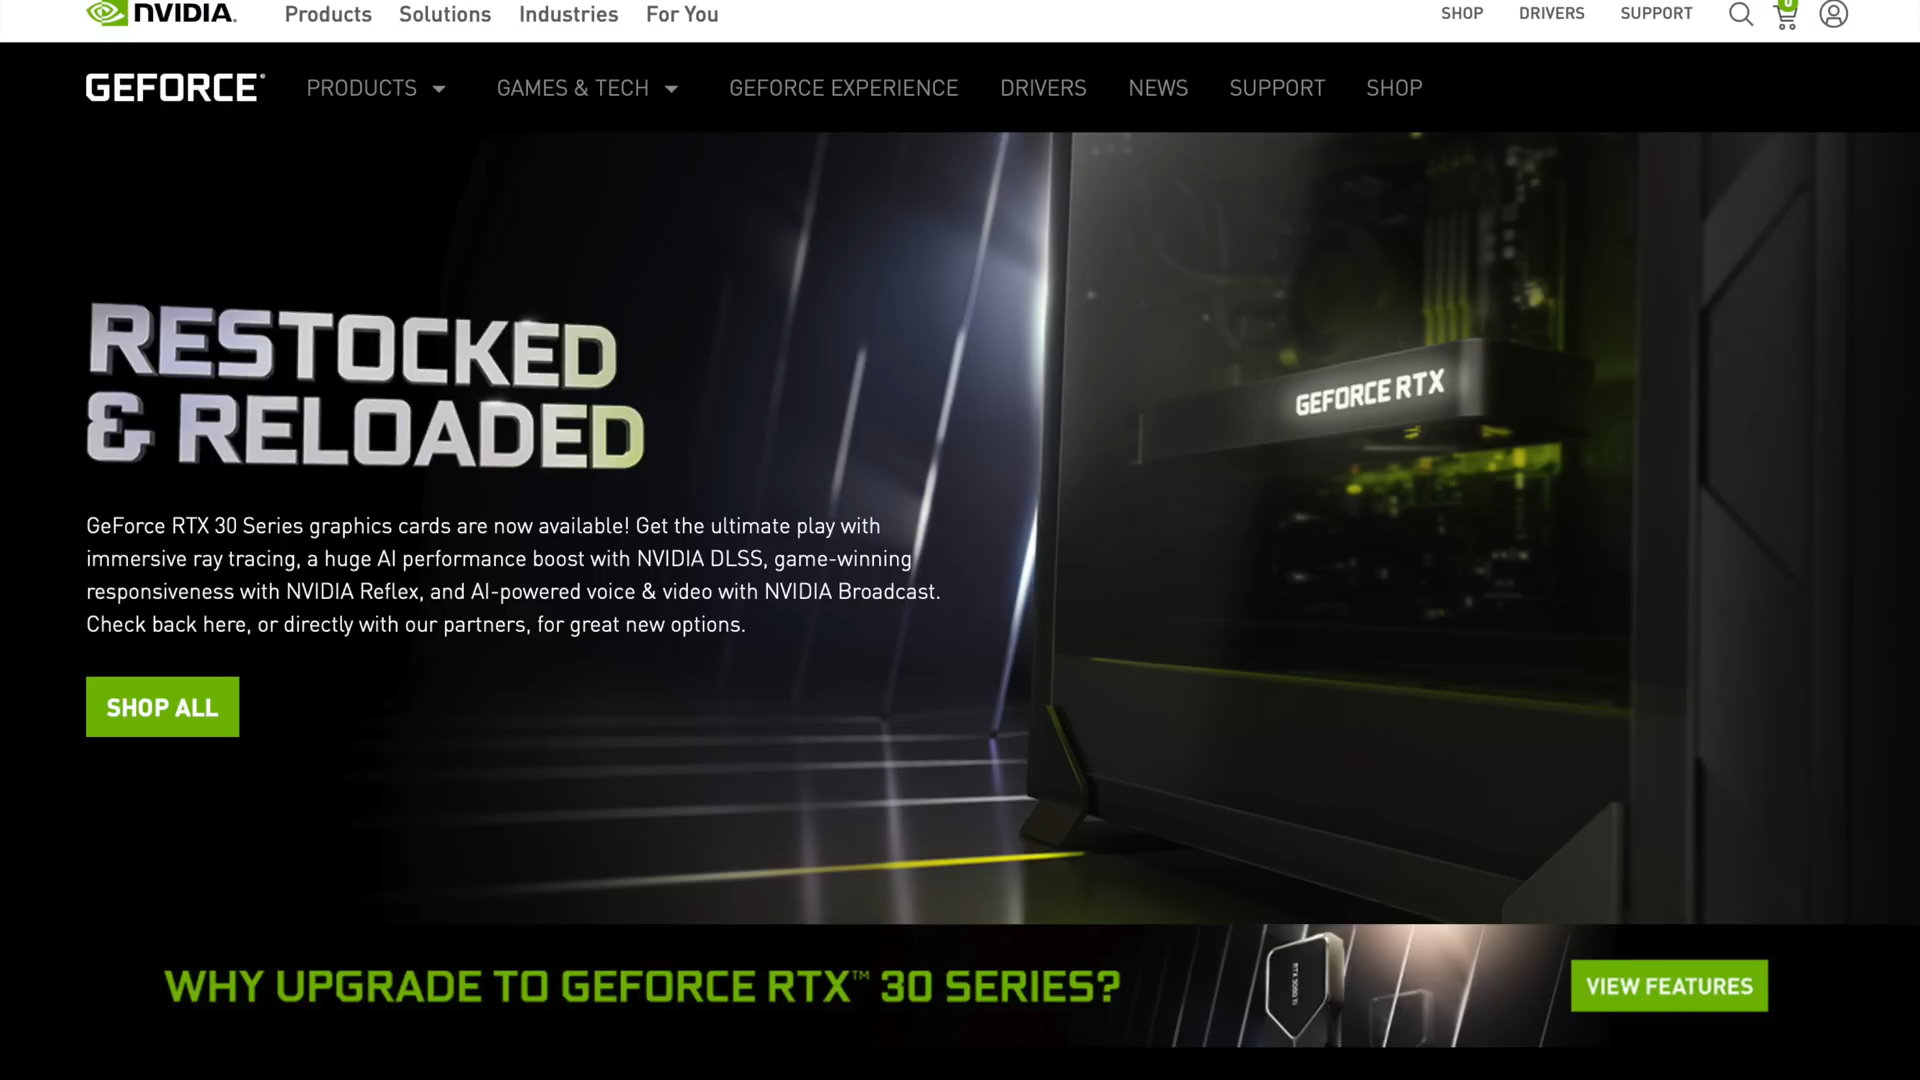 NVIDIA.
Products Solutions Industries For You
SHOP DRIVERS SUPPORT
0
GEFORCE®
PRODUCTS GAMES & TECH GEFORCE EXPERIENCE DRIVERS NEWS SUPPORT SHOP
RESTOCKED
& RELOADED
GEFORCE RTX
GeForce RTX 30 Series graphics cards are now available! Get the ultimate play with
immersive ray tracing, a huge AI performance boost with NVIDIA DLSS, game-winning
responsiveness with NVIDIA Reflex, and AI-powered voice & video with NVIDIA Broadcast.
Check back here, or directly with our partners, for great new options.
SHOP ALL
WHY UPGRADE TO GEFORCE RTX™ 30 SERIES?
VIEW FEATURES